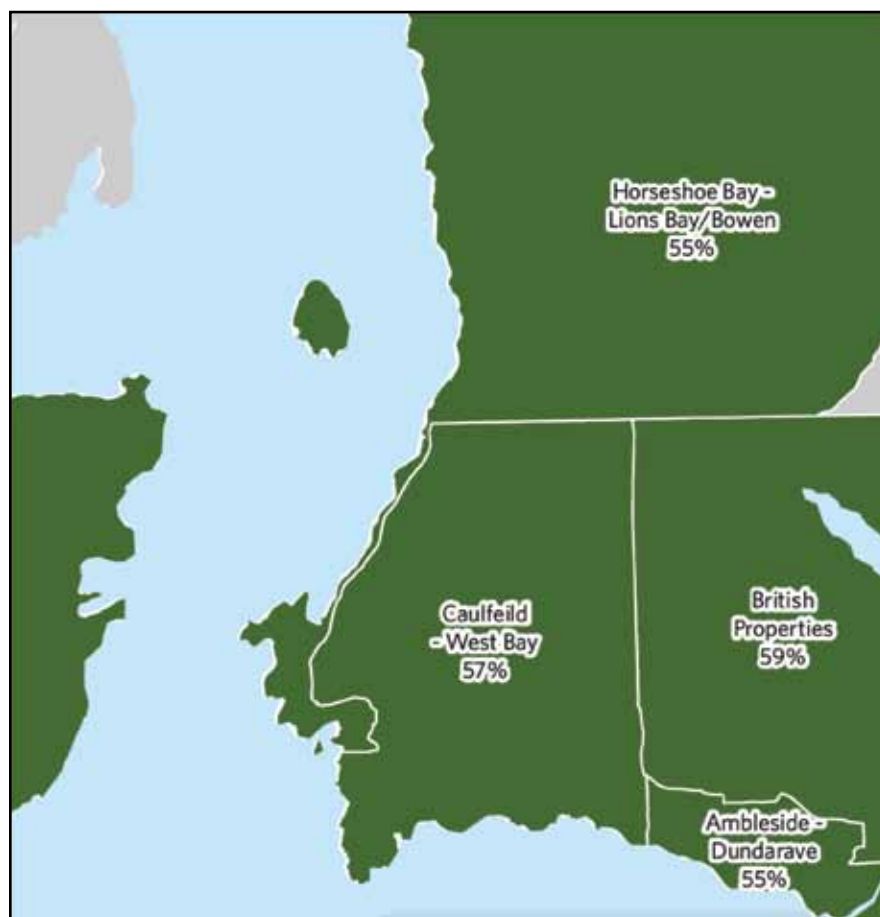 Horseshoe Bay -
Lions Bay/Bowen
55%
Caulfeild
- West Bay
57%
British
Properties
59%
Ambleside -
Dundarave
55%